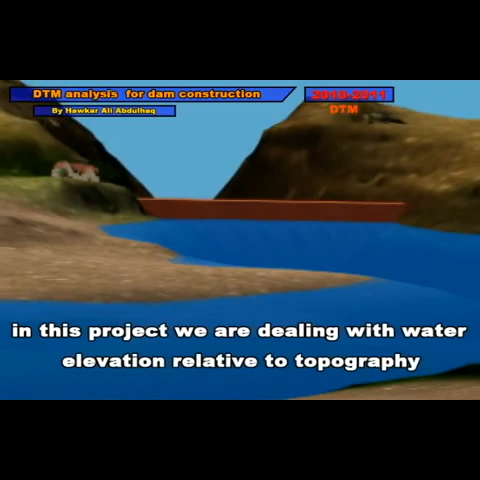 DTM analysis for dam construction
2010-2011
By Hawkar Ali Abdulhaq
DTM
in this project we are dealing with water
elevation relative to topography